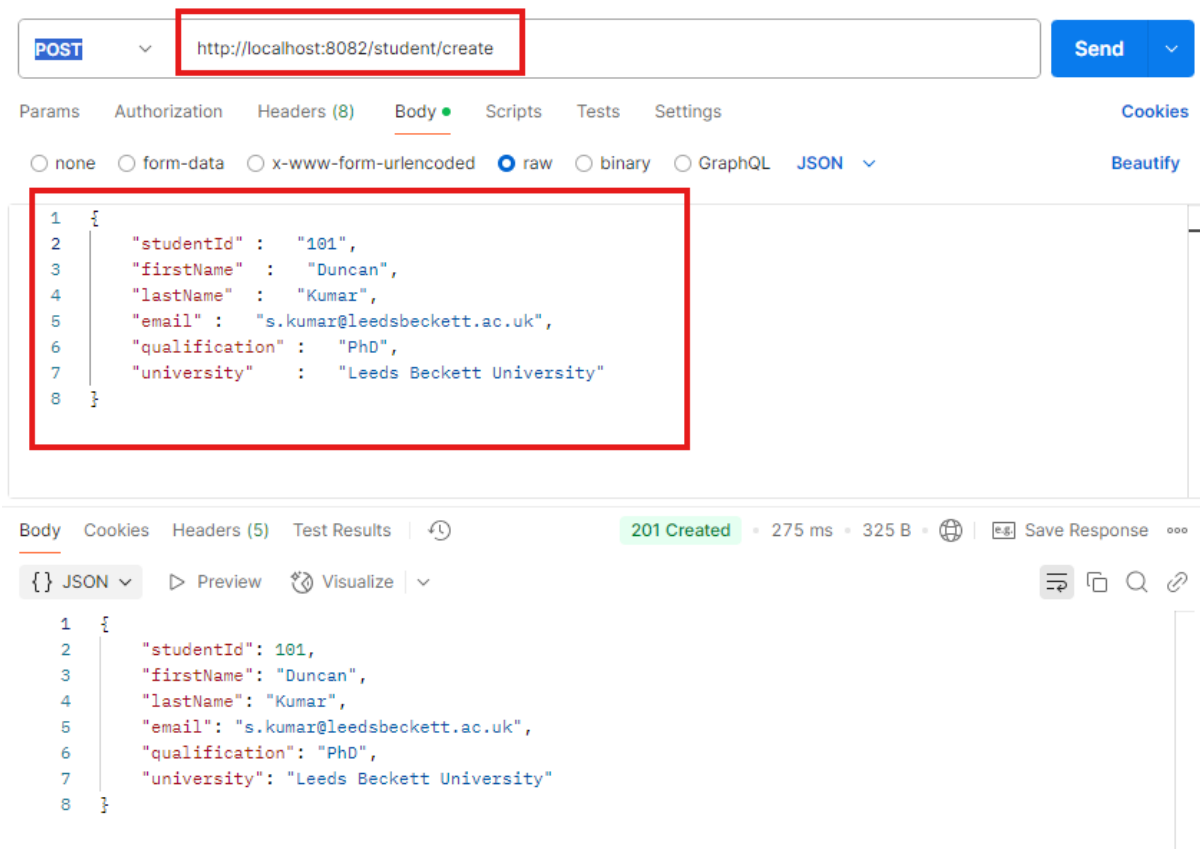 POST http://localhost:8082/student/create Send
Params Authorization Headers (8) Body Scripts Tests Settings Cookies
none form-data x-www-form-urlencoded raw binary GraphQL JSON Beautify
1 {
2 "studentId" : "101",
3 "firstName" : "Duncan",
4 "lastName" : "Kumar",
5 "email" : "s.kumar@leedsbeckett.ac.uk",
6 "qualification" : "PhD",
7 "university" : "Leeds Beckett University"
8 }
Body Cookies Headers (5) Test Results 201 Created 275 ms 325 B e.g. Save Response
{} JSON Preview Visualize
1 {
2 "studentId": 101,
3 "firstName": "Duncan",
4 "lastName": "Kumar",
5 "email": "s.kumar@leedsbeckett.ac.uk",
6 "qualification": "PhD",
7 "university": "Leeds Beckett University"
8 }